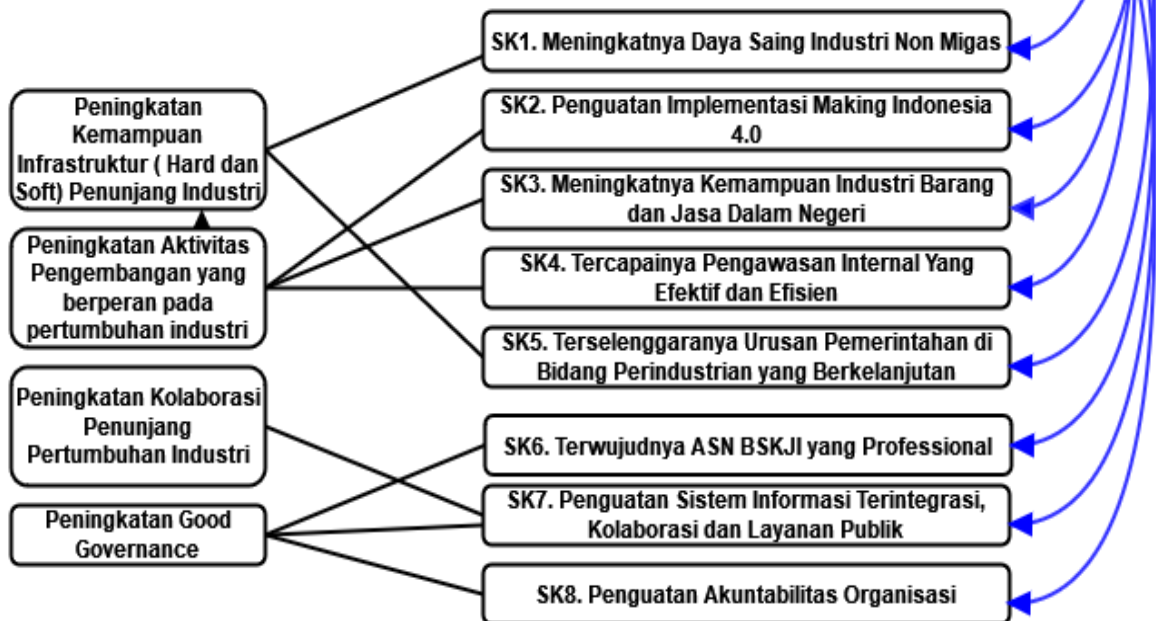 Peningkatan
Kemampuan
Infrastruktur ( Hard dan
Soft) Penunjang Industri
Peningkatan Aktivitas
Pengembangan yang
berperan pada
pertumbuhan industri
Peningkatan Kolaborasi
Penunjang
Pertumbuhan Industri
Peningkatan Good
Governance
SK1. Meningkatnya Daya Saing Industri Non Migas
SK2. Penguatan Implementasi Making Indonesia
4.0
SK3. Meningkatnya Kemampuan Industri Barang
dan Jasa Dalam Negeri
SK4. Tercapainya Pengawasan Internal Yang
Efektif dan Efisien
SK5. Terselenggaranya Urusan Pemerintahan di
Bidang Perindustrian yang Berkelanjutan
SK6. Terwujudnya ASN BSKJI yang Professional
SK7. Penguatan Sistem Informasi Terintegrasi,
Kolaborasi dan Layanan Publik
SK8. Penguatan Akuntabilitas Organisasi